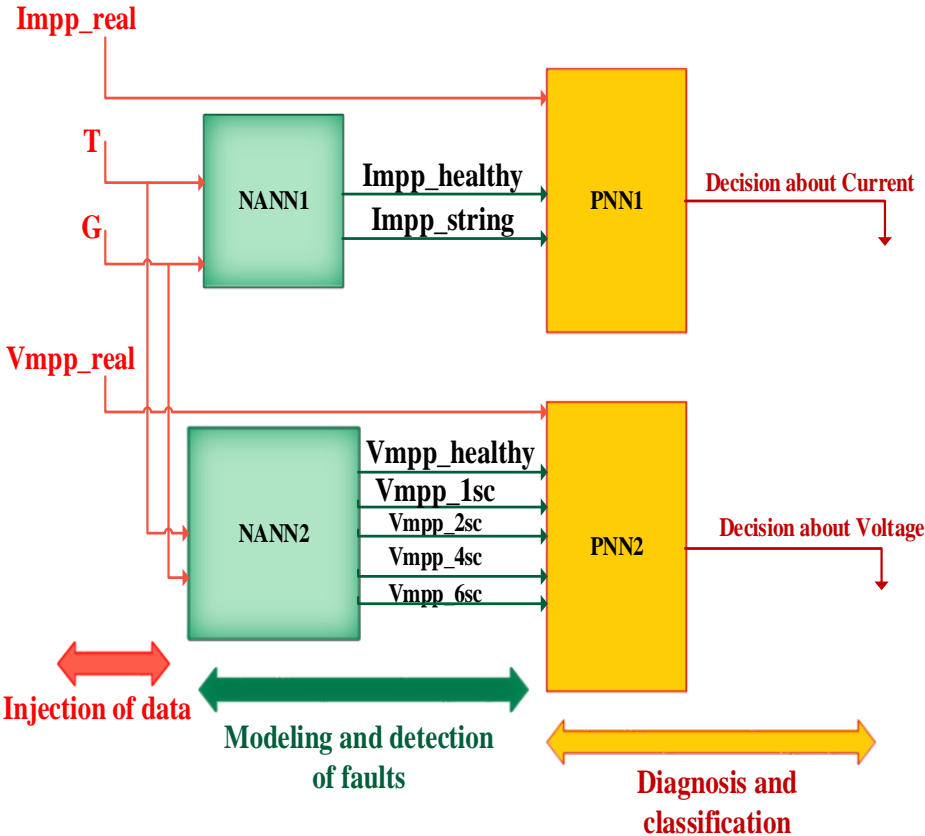 Impp_real
T
G
NANN1
Impp_healthy
Impp_string
PNN1
Decision about Current
Vmpp_real
NANN2
Vmpp_healthy
Vmpp_1sc
Vmpp_2sc
Vmpp_4sc
Vmpp_6sc
PNN2
Decision about Voltage
Injection of data
Modeling and detection
of faults
Diagnosis and
classification